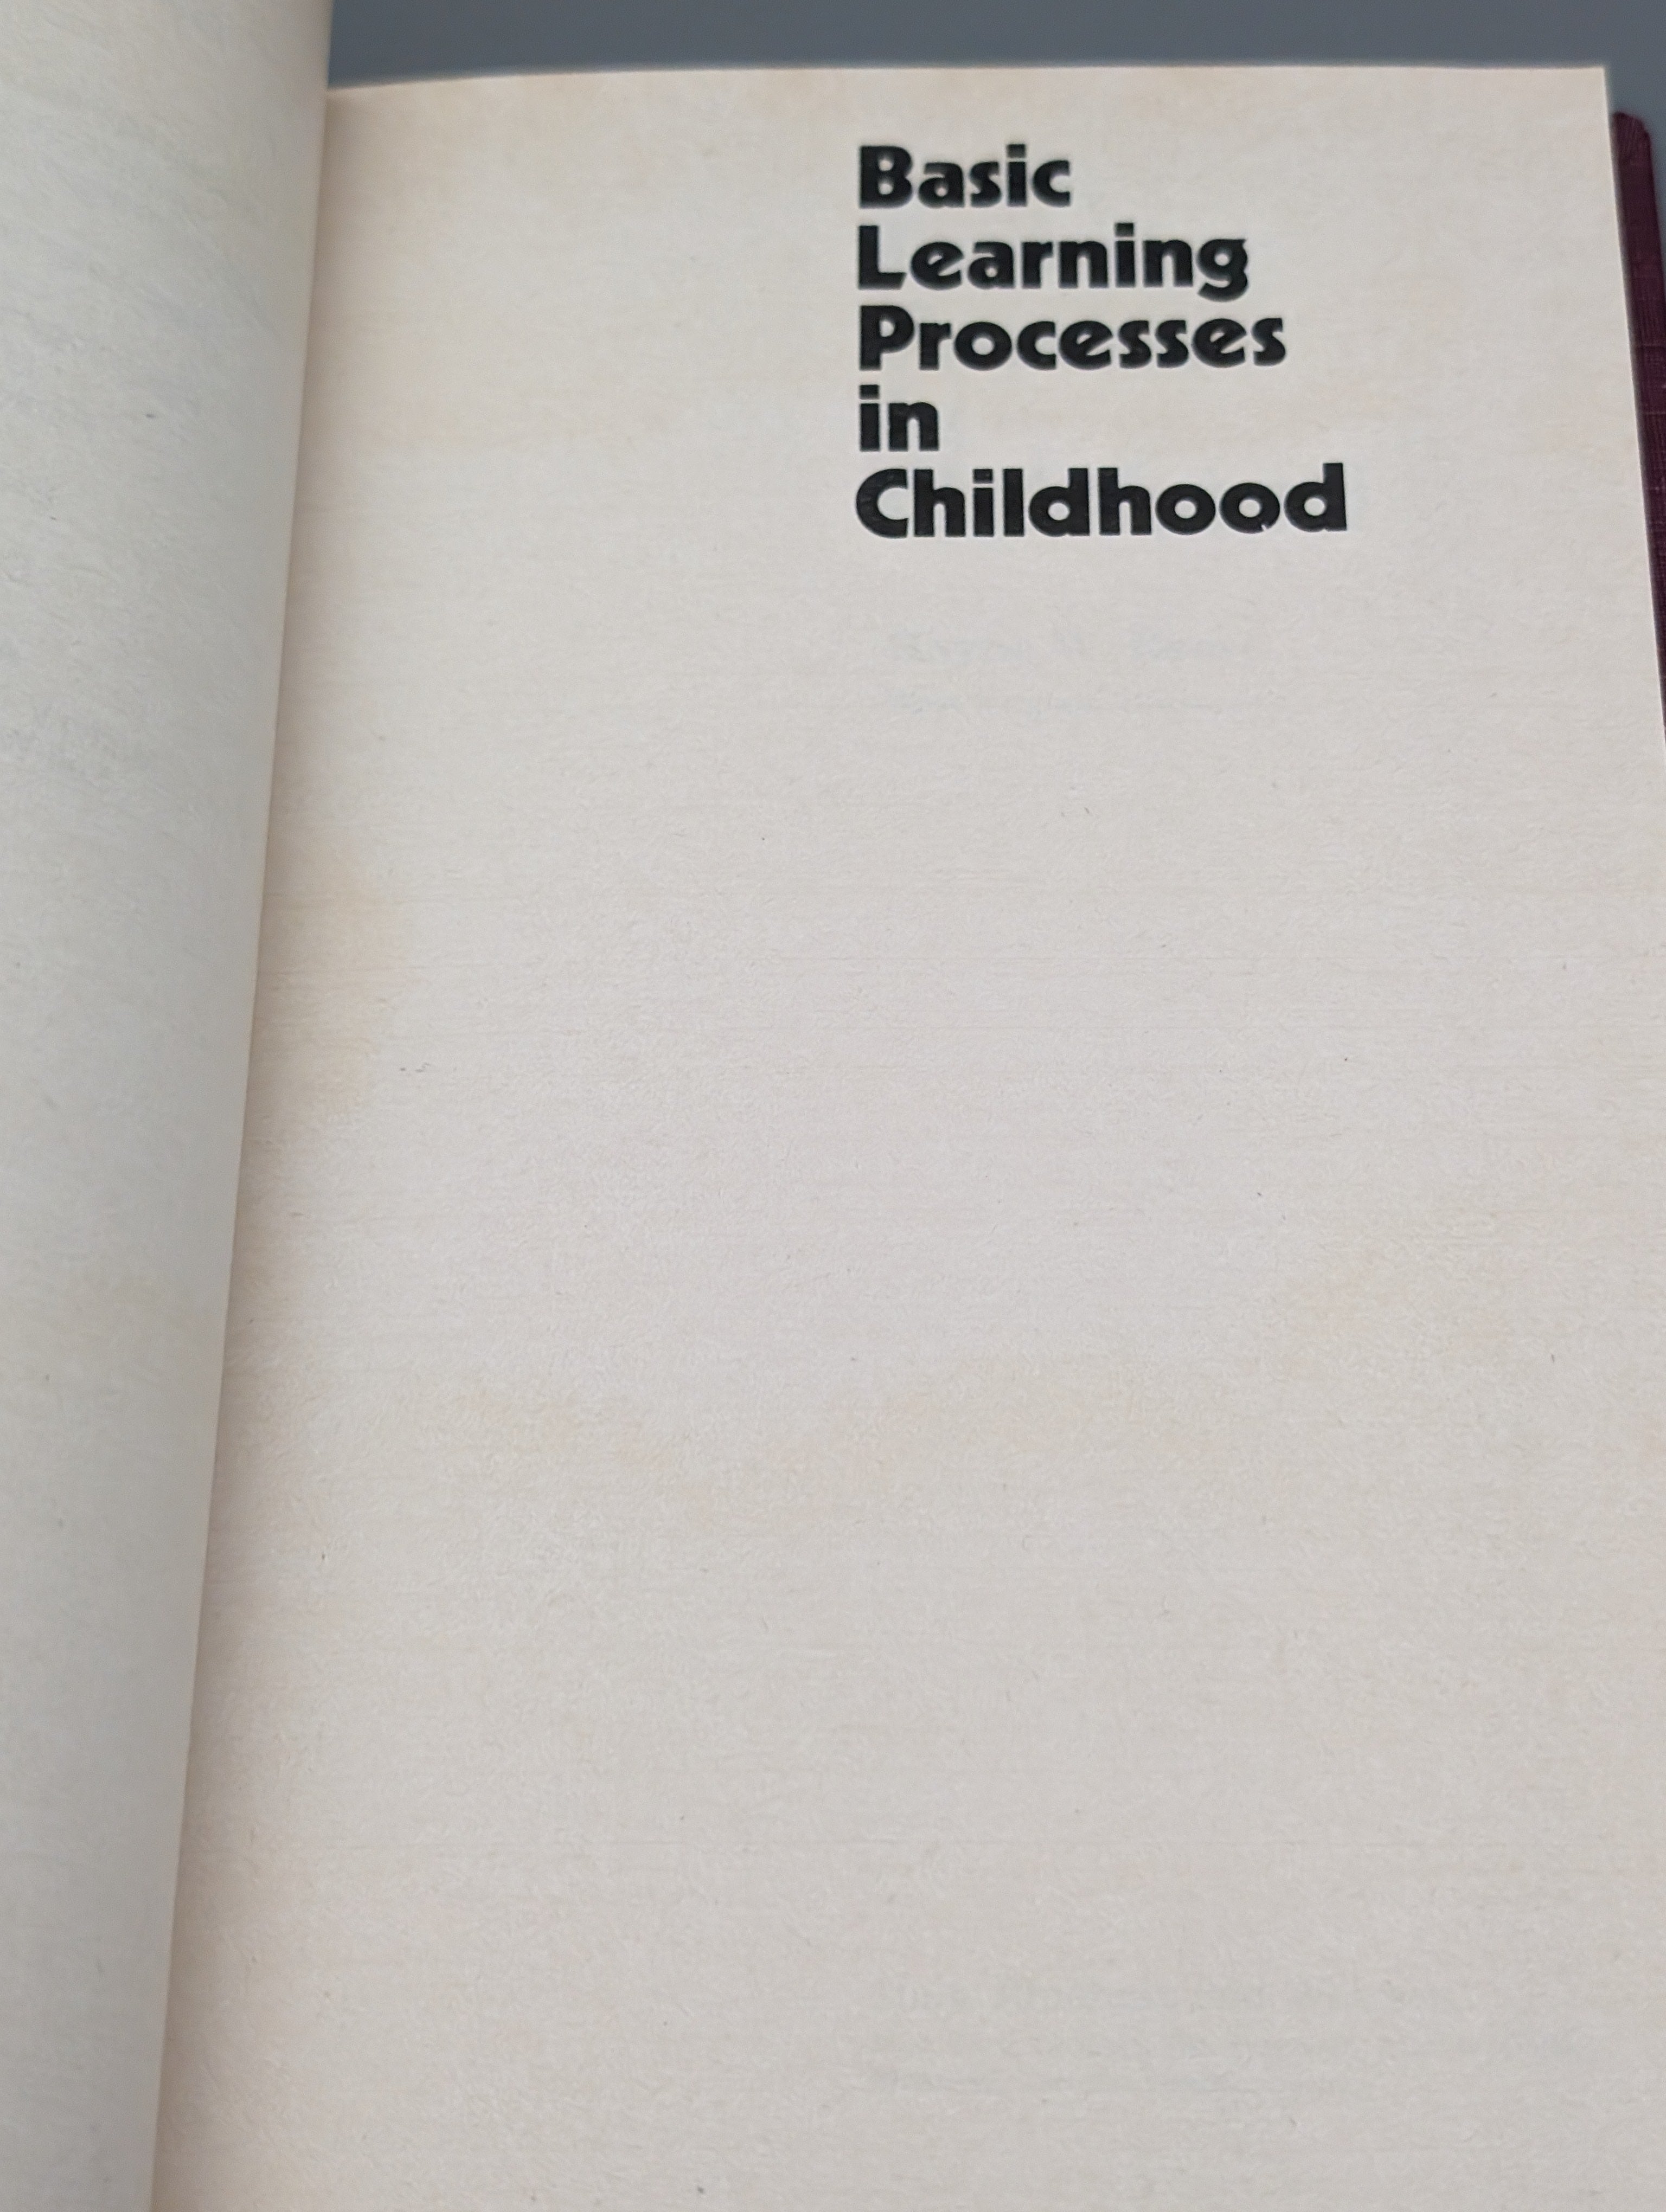 Basic
Learning
Processes
in
Childhood